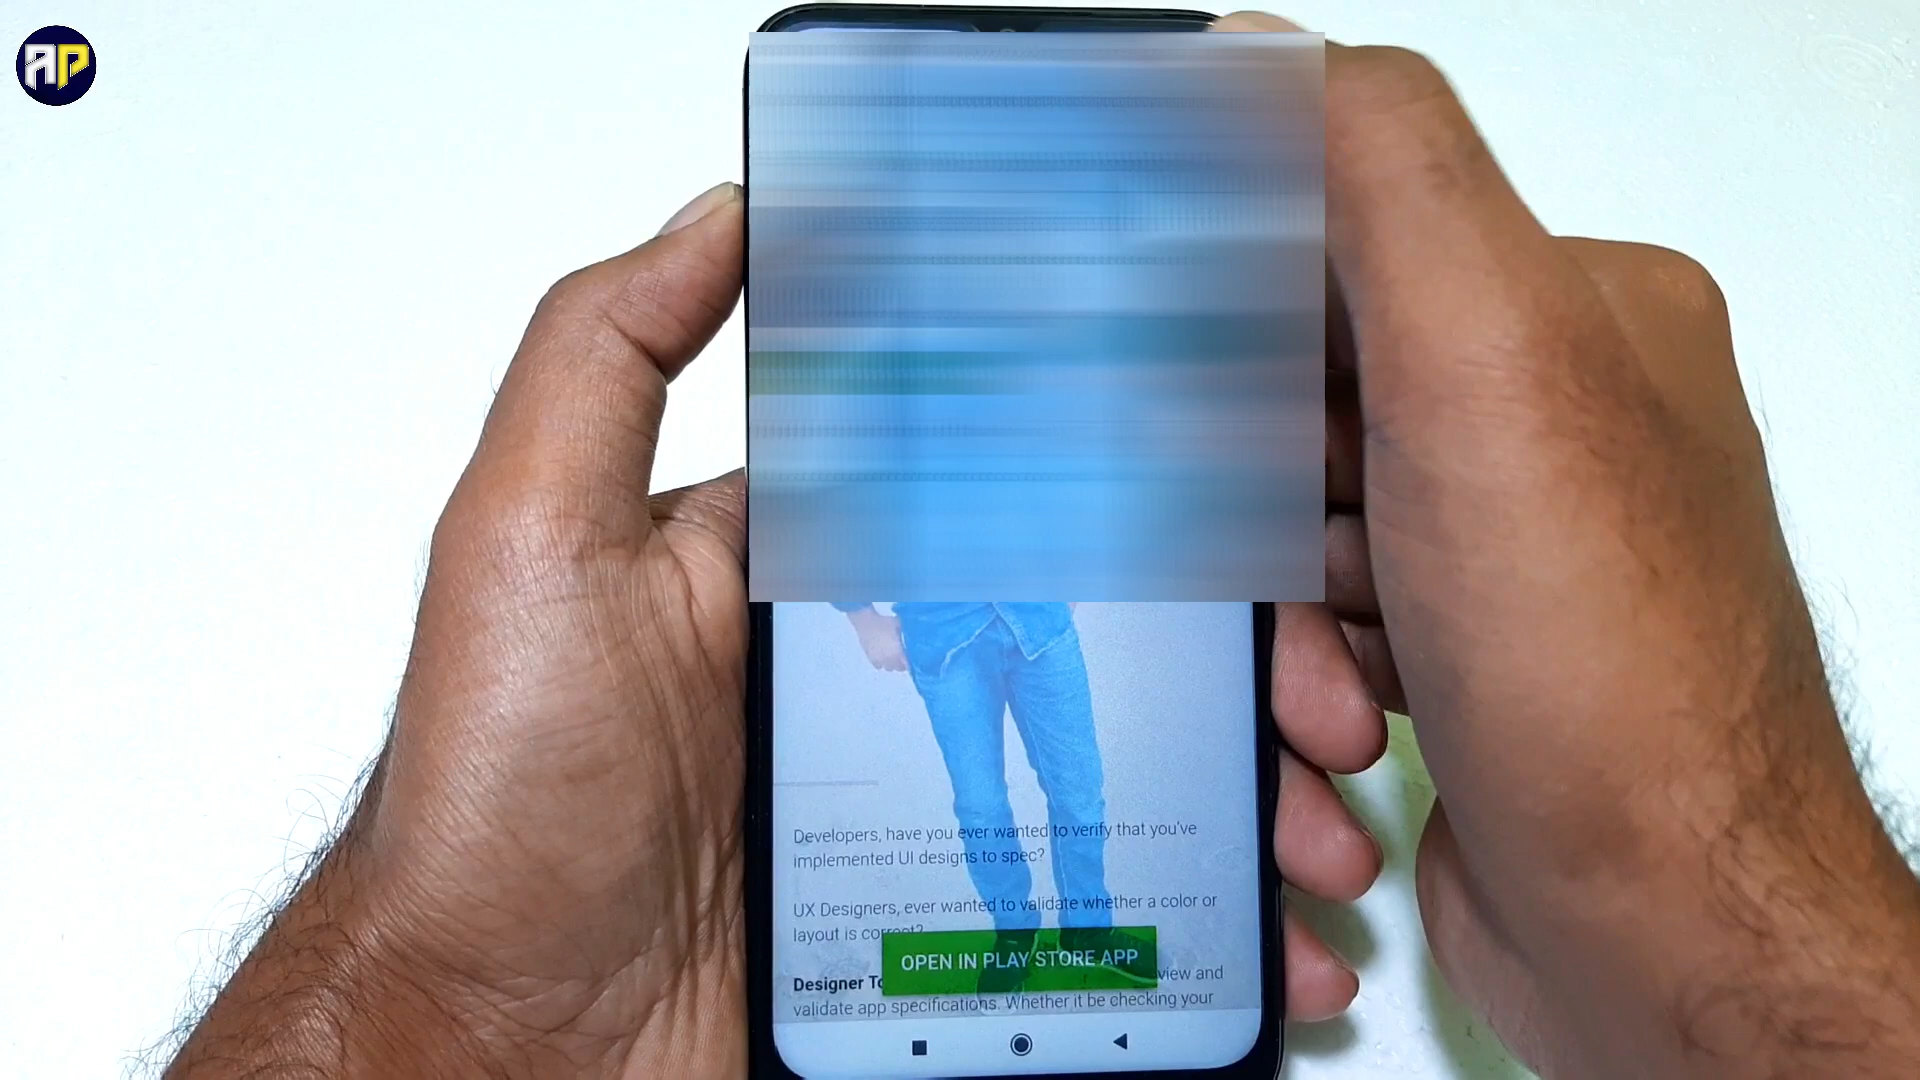 AP
Developers, have you ever wanted to verify that you've
implemented UI designs to spec?
UX Designers, ever wanted to validate whether a color or
layout is correct?
OPEN IN PLAY STORE APP
Designer To view and
validate app specifications. Whether it be checking your